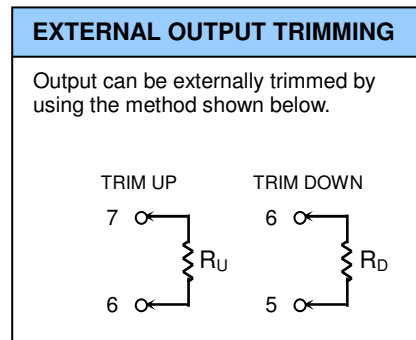 EXTERNAL OUTPUT TRIMMING
Output can be externally trimmed by
using the method shown below.
TRIM UP TRIM DOWN
7 6
RU RD
6 5